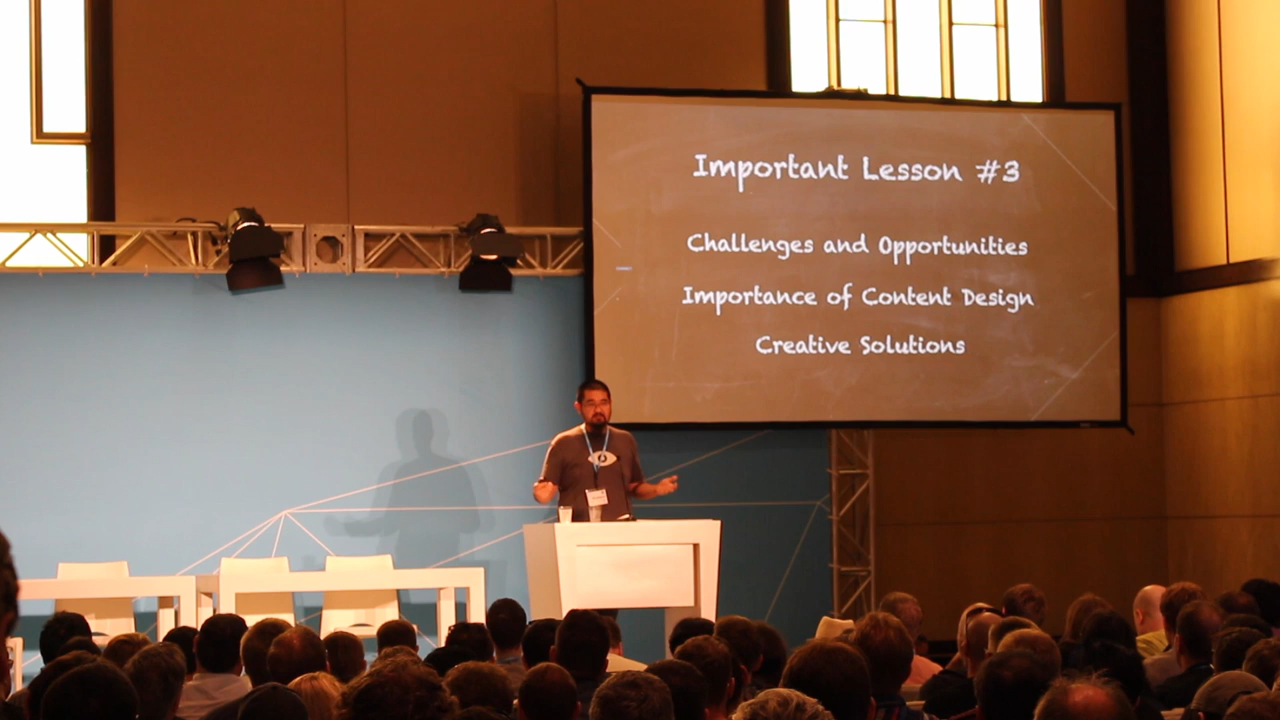 Important Lesson #3
Challenges and Opportunities
Importance of Content Design
Creative Solutions